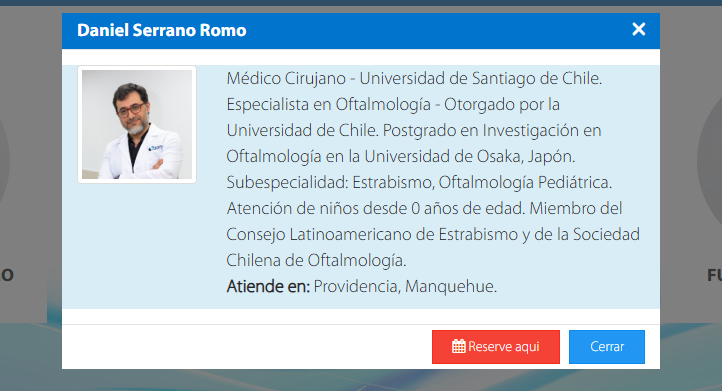 Daniel Serrano Romo
×
Médico Cirujano - Universidad de Santiago de Chile.
Especialista en Oftalmología - Otorgado por la
Universidad de Chile. Postgrado en Investigación en
Oftalmología en la Universidad de Osaka, Japón.
Subespecialidad: Estrabismo, Oftalmología Pediátrica.
Atención de niños desde 0 años de edad. Miembro del
Consejo Latinoamericano de Estrabismo y de la Sociedad
Chilena de Oftalmología.
Atiende en: Providencia, Manquehue.
Reserve aqui
Cerrar